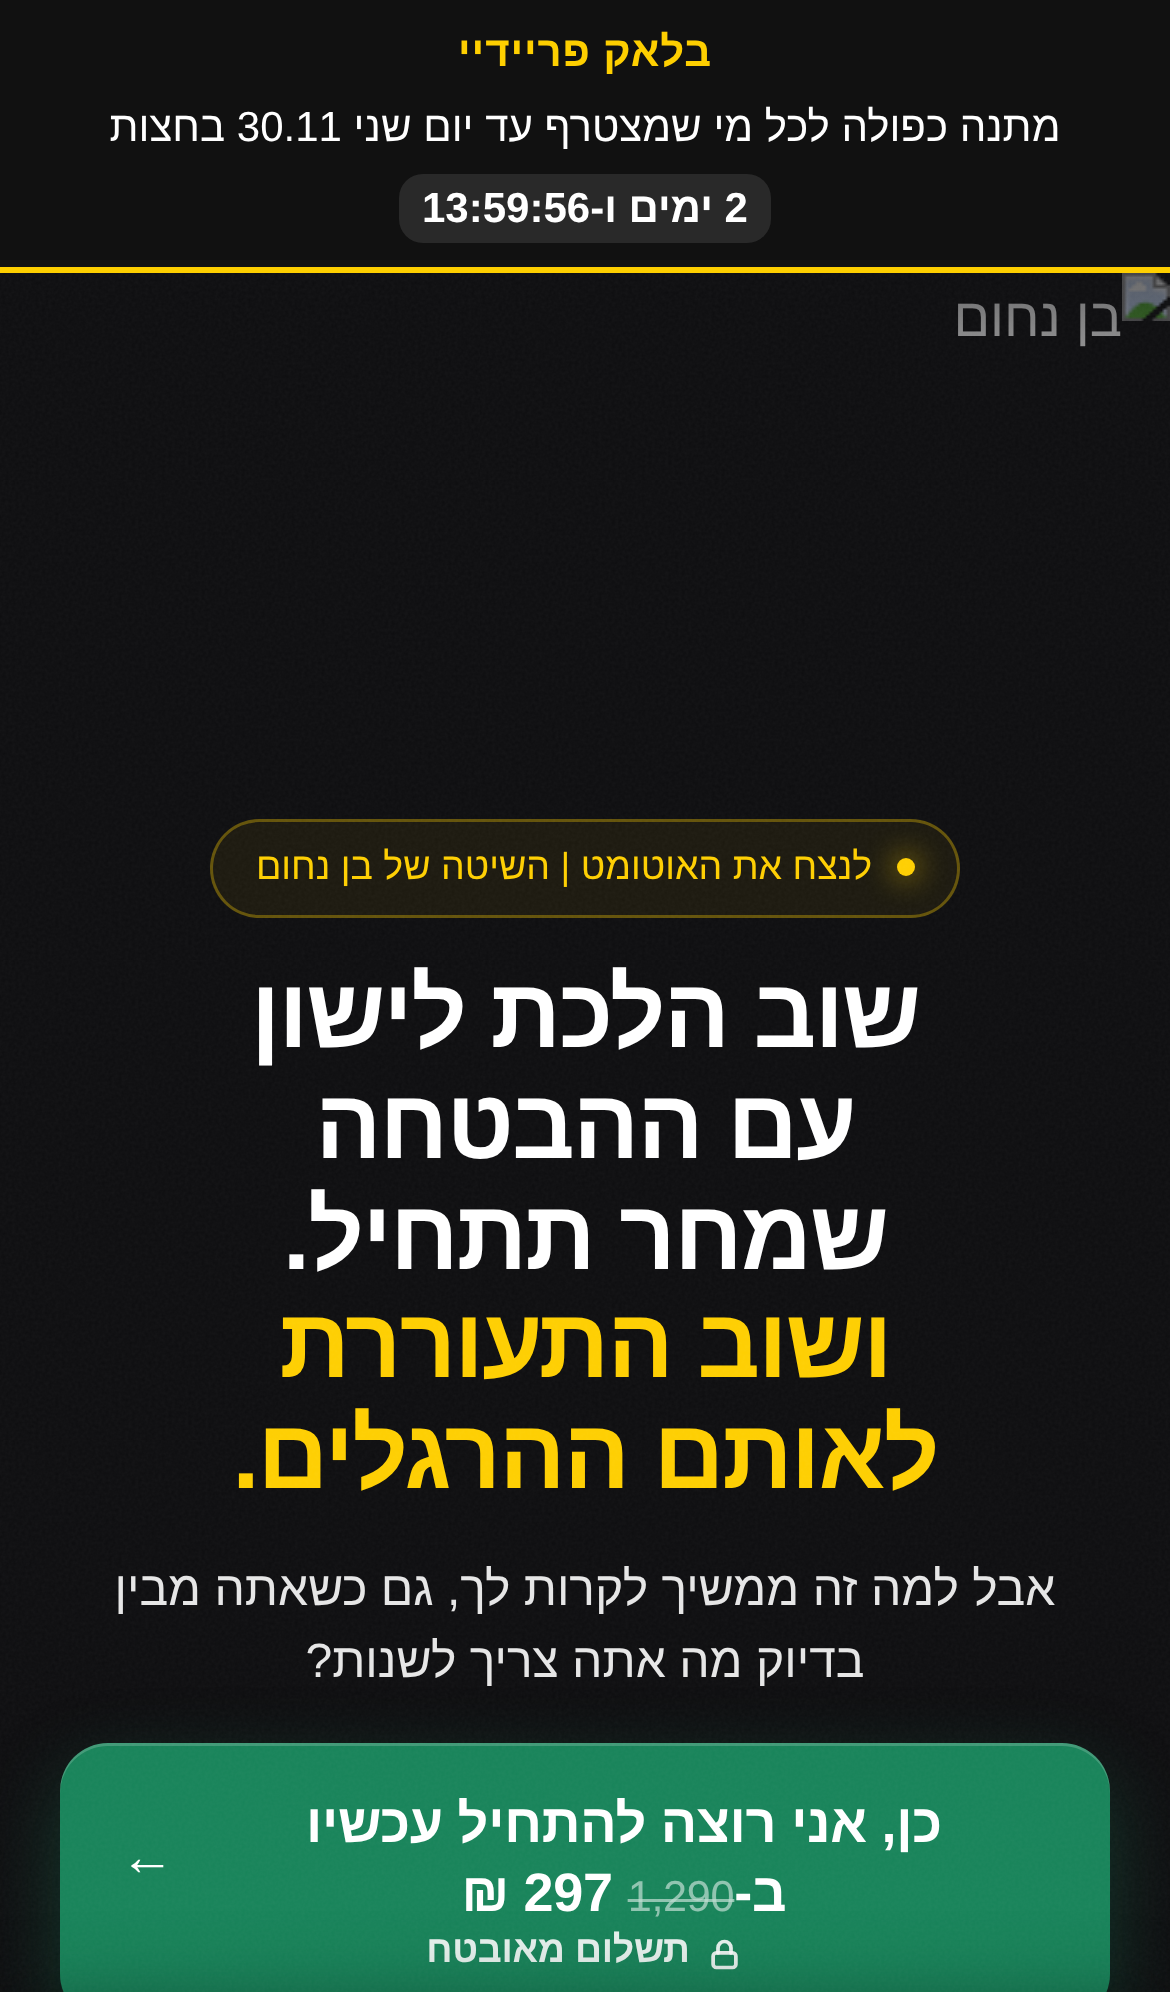 בלאק פריידיי
מתנה כפולה לכל מי שמצטרף עד יום שני 30.11 בחצות
2 ימים ו-13:59:56
בן נחום
לנצח את האוטומט | השיטה של בן נחום
שוב הלכת לישון
עם ההבטחה
שמחר תתחיל.
ושוב התעוררת
לאותם ההרגלים.
אבל למה זה ממשיך לקרות לך, גם כשאתה מבין
בדיוק מה אתה צריך לשנות?
כן, אני רוצה להתחיל עכשיו
ב-1,290 297 ₪
←
תשלום מאובטח